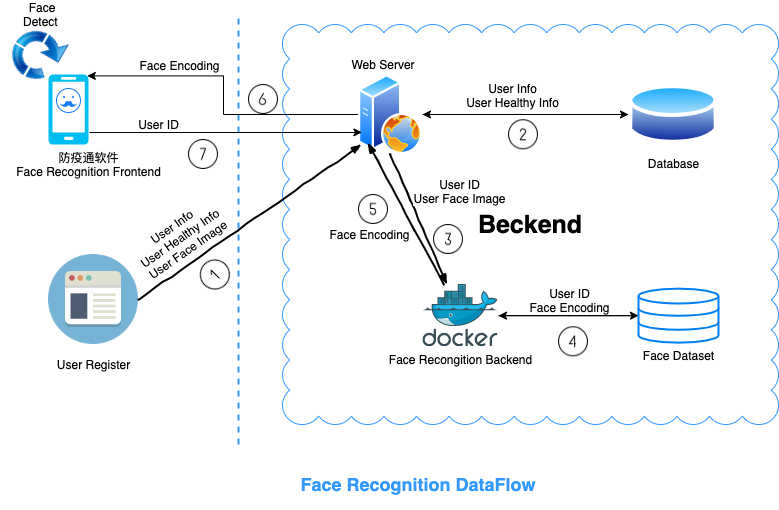 Face
Detect
Face Encoding
6
User ID
7
防疫通软件
Face Recognition Frontend
User Info
User Healthy Info
User Face Image
1
User Register
Web Server
User Info
User Healthy Info
2
Database
User ID
User Face Image
5
Face Encoding
3
Beckend
docker
Face Recongition Backend
User ID
Face Encoding
4
Face Dataset
Face Recognition DataFlow